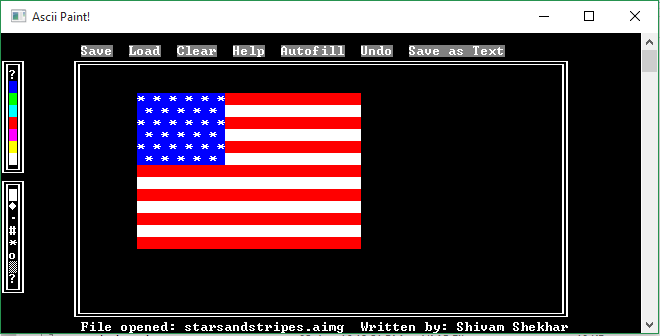 Ascii Paint!
Save Load Clear Help Autofill Undo Save as Text
?
* * * * * *
* * * * *
* * * * * *
* * * * *
* * * * * *
* * * * *
♦
-
#
*
o
?
File opened: starsandstripes.aimg Written by: Shivam Shekhar